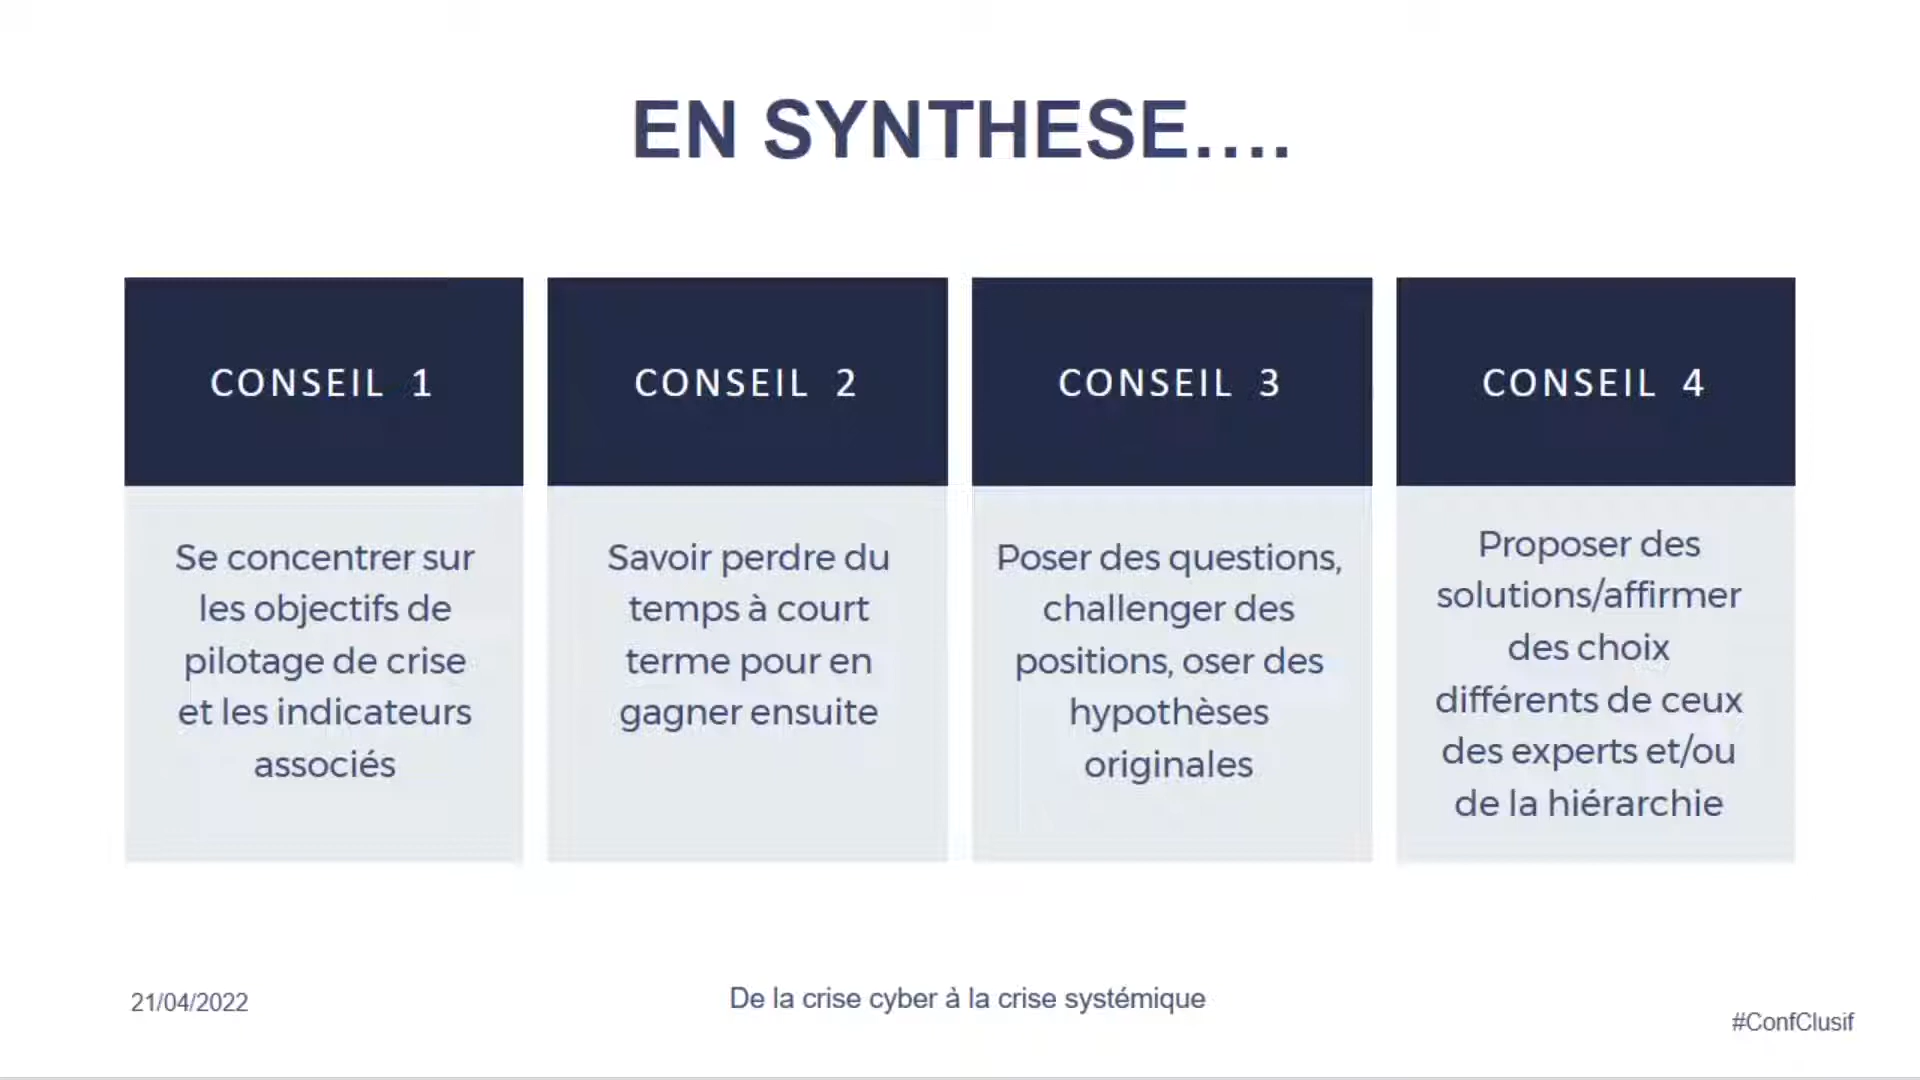 EN SYNTHESE....
CONSEIL 1
Se concentrer sur
les objectifs de
pilotage de crise
et les indicateurs
associés
CONSEIL 2
Savoir perdre du
temps à court
terme pour en
gagner ensuite
CONSEIL 3
Poser des questions,
challenger des
positions, oser des
hypothèses
originales
CONSEIL 4
Proposer des
solutions/affirmer
des choix
différents de ceux
des experts et/ou
de la hiérarchie
21/04/2022
De la crise cyber à la crise systémique
#ConfClusif